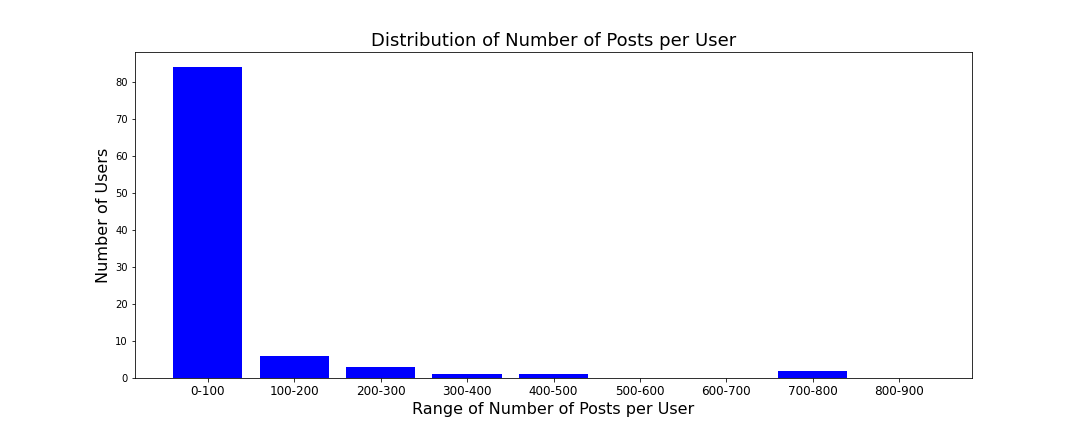 Distribution of Number of Posts per User
Number of Users
80
70
60
50
40
30
20
10
0
0-100 100-200 200-300 300-400 400-500 500-600 600-700 700-800 800-900
Range of Number of Posts per User